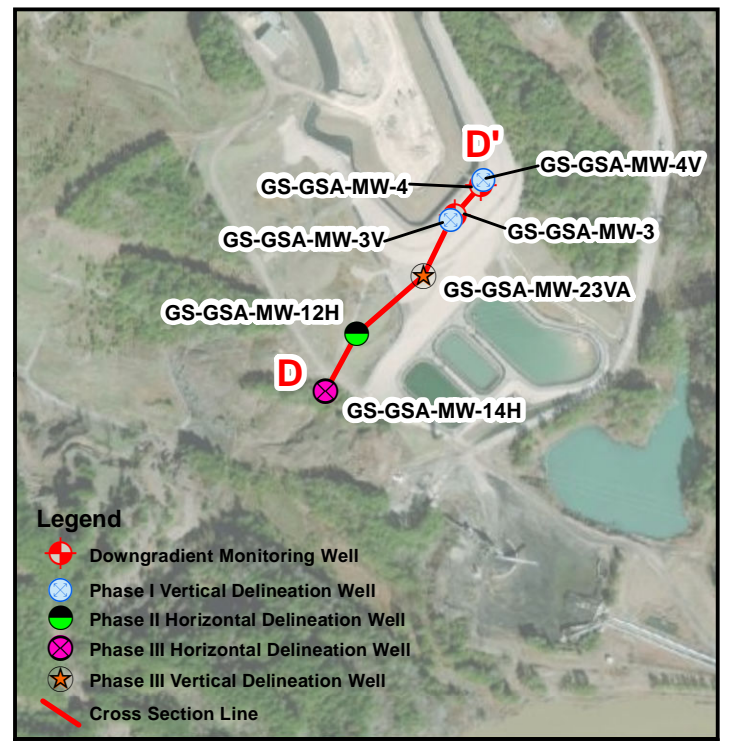 D'
GS-GSA-MW-4V
GS-GSA-MW-4
GS-GSA-MW-3
GS-GSA-MW-3V
GS-GSA-MW-23VA
GS-GSA-MW-12H
D
GS-GSA-MW-14H
Legend
Downgradient Monitoring Well
Phase I Vertical Delineation Well
Phase II Horizontal Delineation Well
Phase III Horizontal Delineation Well
Phase III Vertical Delineation Well
Cross Section Line